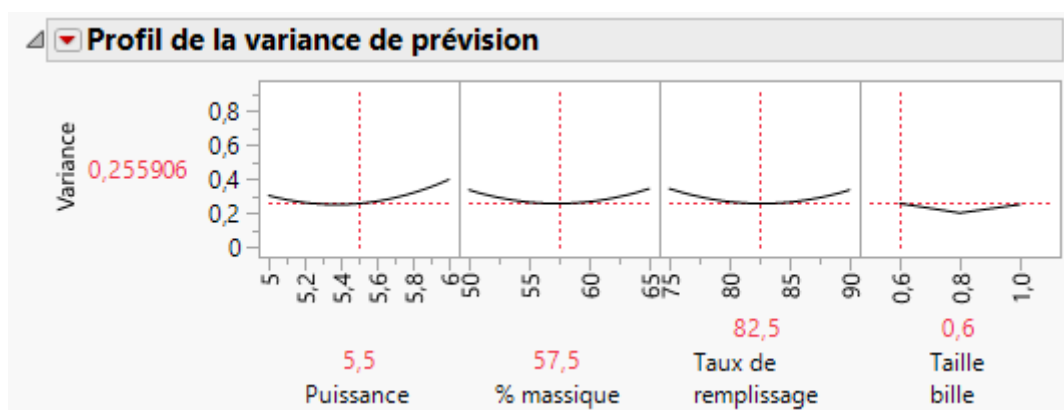 Profil de la variance de prévision
Variance
0,255906
0,8
0,6
0,4
0,2
0
5 5,2 5,4 5,6 5,8 6
50 55 60 65
75 80 85 90
0,6 0,8 1,0
5,5
Puissance
57,5
% massique
82,5
Taux de
remplissage
0,6
Taille
bille